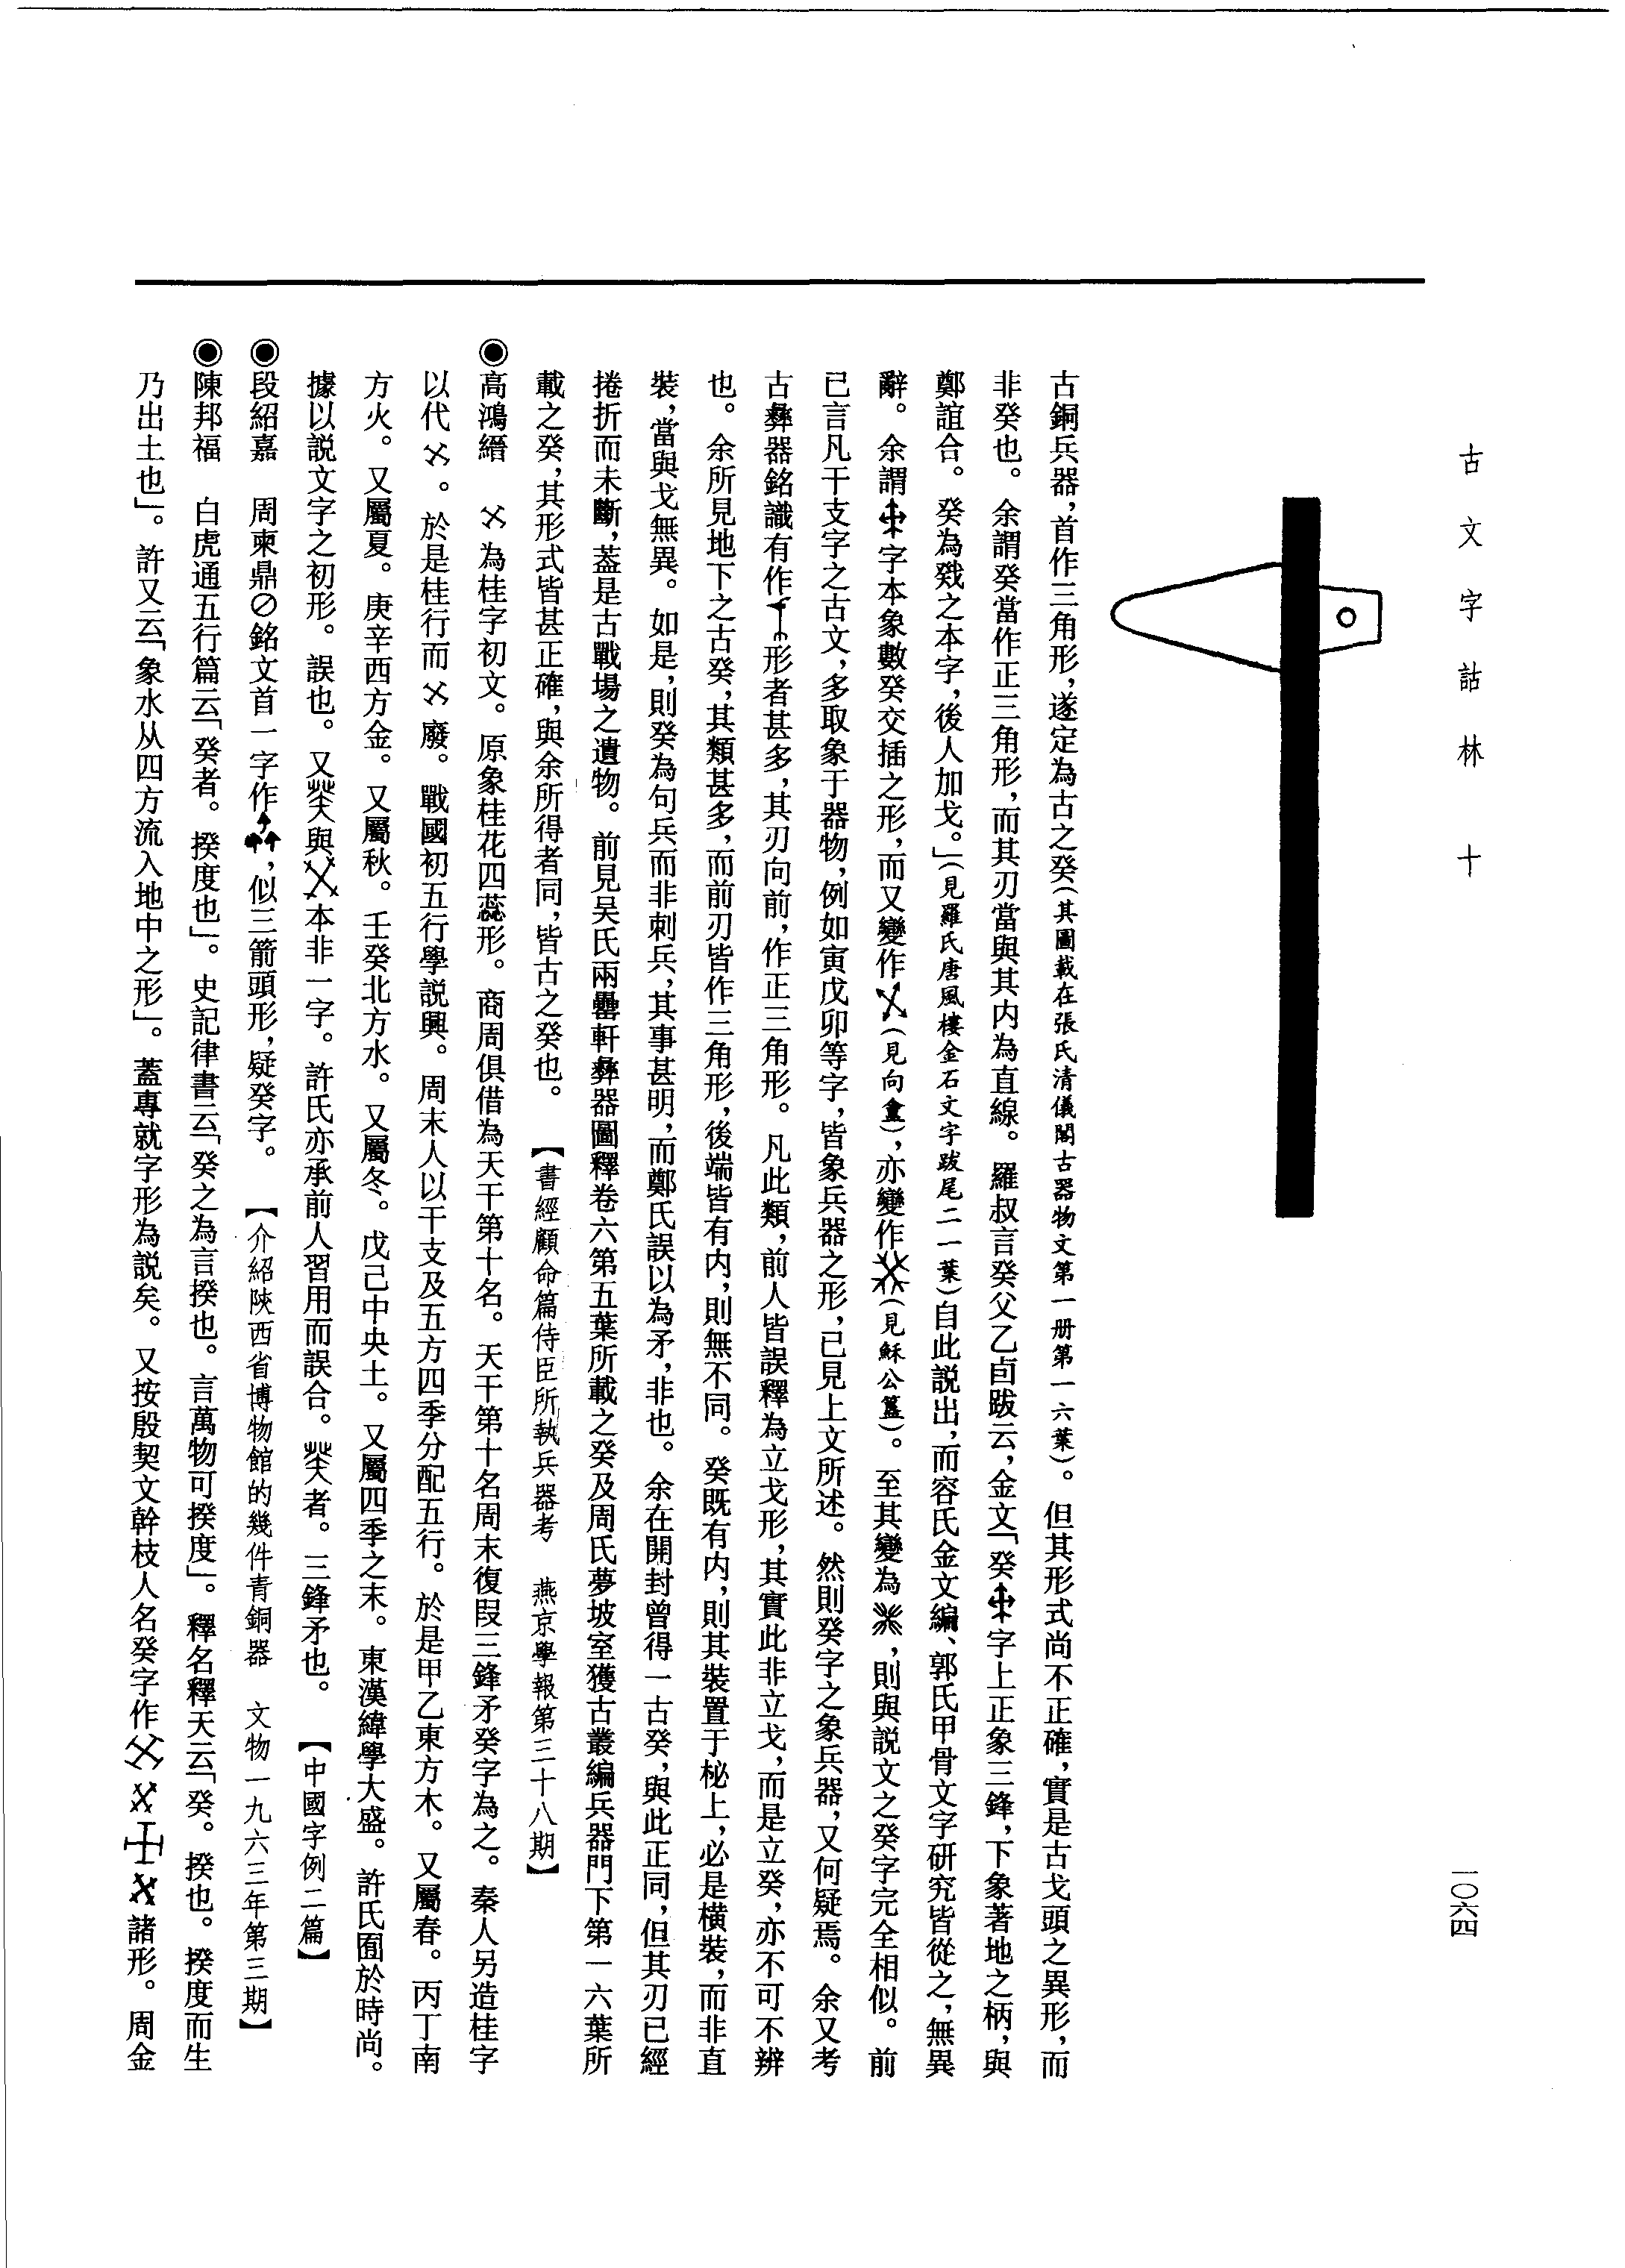 古文字詁林 十
一〇六四
古銅兵器，首作三角形，遂定為古之癸（其圖載在張氏清儀閣古器物文第一册第一六葉）。但其形式尚不正確，實是古戈頭之異形，而
非癸也。余謂癸當作正三角形，而其刃當與其内為直線。羅叔言癸父乙卣跋云，金文「癸字上正象三鋒，下象著地之柄，與
鄭誼合。癸為戣之本字，後人加戈。」（見羅氏唐風樓金石文字跋尾二一葉）自此説出，而容氏金文編、郭氏甲骨文字研究皆從之，無異
辭。余謂字本象數癸交插之形，而又變作（見向𥂴），亦變作（見穌公簋）。至其變為，則與説文之癸字完全相似。前
已言凡干支字之古文，多取象于器物，例如寅戊卯等字，皆象兵器之形，已見上文所述。然則癸字之象兵器，又何疑焉。余又考
古彝器銘識有作形者甚多，其刃向前，作正三角形。凡此類，前人皆誤釋為立戈形，其實此非立戈，而是立癸，亦不可不辨
也。余所見地下之古癸，其類甚多，而前刃皆作三角形，後端皆有内，則無不同。癸既有内，則其裝置于柲上，必是橫裝，而非直
裝，當與戈無異。如是，則癸為句兵而非刺兵，其事甚明，而鄭氏誤以為矛，非也。余在開封曾得一古癸，與此正同，但其刃已經
捲折而未斷，葢是古戰場之遺物。前見吴氏兩罍軒彝器圖釋卷六第五葉所載之癸及周氏夢坡室獲古叢編兵器門下第一六葉所
載之癸，其形式皆甚正確，與余所得者同，皆古之癸也。【書經顧命篇侍臣所執兵器考　燕京學報第三十八期】
◉高鴻縉　為桂字初文。原象桂花四蕊形。商周俱借為天干第十名。天干第十名周末復叚三鋒矛癸字為之。秦人另造桂字
以代。於是桂行而廢。戰國初五行學説興。周末人以干支及五方四季分配五行。於是甲乙東方木。又屬春。丙丁南
方火。又屬夏。庚辛西方金。又屬秋。壬癸北方水。又屬冬。戊己中央土。又屬四季之末。東漢緯學大盛。許氏囿於時尚。
據以説文字之初形。誤也。又與本非一字。許氏亦承前人習用而誤合。者。三鋒矛也。【中國字例二篇】
◉段紹嘉　周柬鼎∅銘文首一字作，似三箭頭形，疑癸字。【介紹陝西省博物館的幾件青銅器　文物一九六三年第三期】
◉陳邦福　白虎通五行篇云「癸者。揆度也」。史記律書云「癸之為言揆也。言萬物可揆度」。釋名釋天云「癸。揆也。揆度而生
乃出土也」。許又云「象水从四方流入地中之形」。蓋專就字形為説矣。又按殷契文幹枝人名癸字作諸形。周金